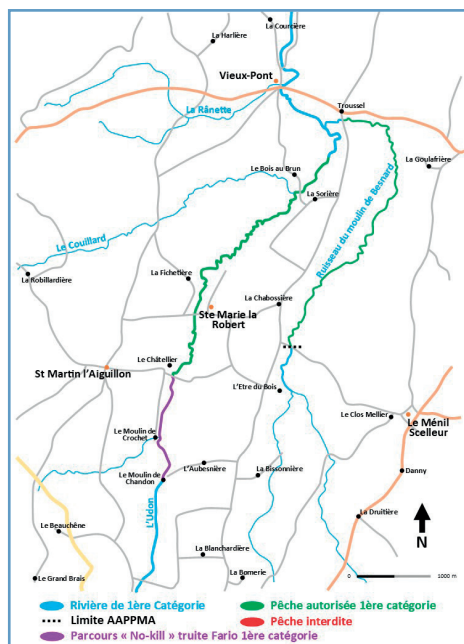 La Courcière
La Harlière
Vieux-Pont
La Rânette
Troussel
La Goulafrière
Le Bois au Brun
La Sorière
Ruisseau du moulin de Besnard
Le Couillard
La Robillardière
La Fichetière
Ste Marie la
Robert
La Chabossière
Le Châtellier
St Martin l'Aiguillon
L'Etre du Bois
Le Clos Mellier
Le Ménil
Scelleur
Le Moulin de
Crochet
L'Aubesnière
Le Moulin de
Chandon
La Bissonnière
Danny
L'Udon
La Druitière
Le Beauchêne
N
La Blanchardière
Le Grand Brais
La Bomerie
0
1000 m
Rivière de 1ère Catégorie
Pêche autorisée 1ère catégorie
Limite AAPPMA
Pêche interdite
Parcours « No-kill » truite Fario 1ère catégorie